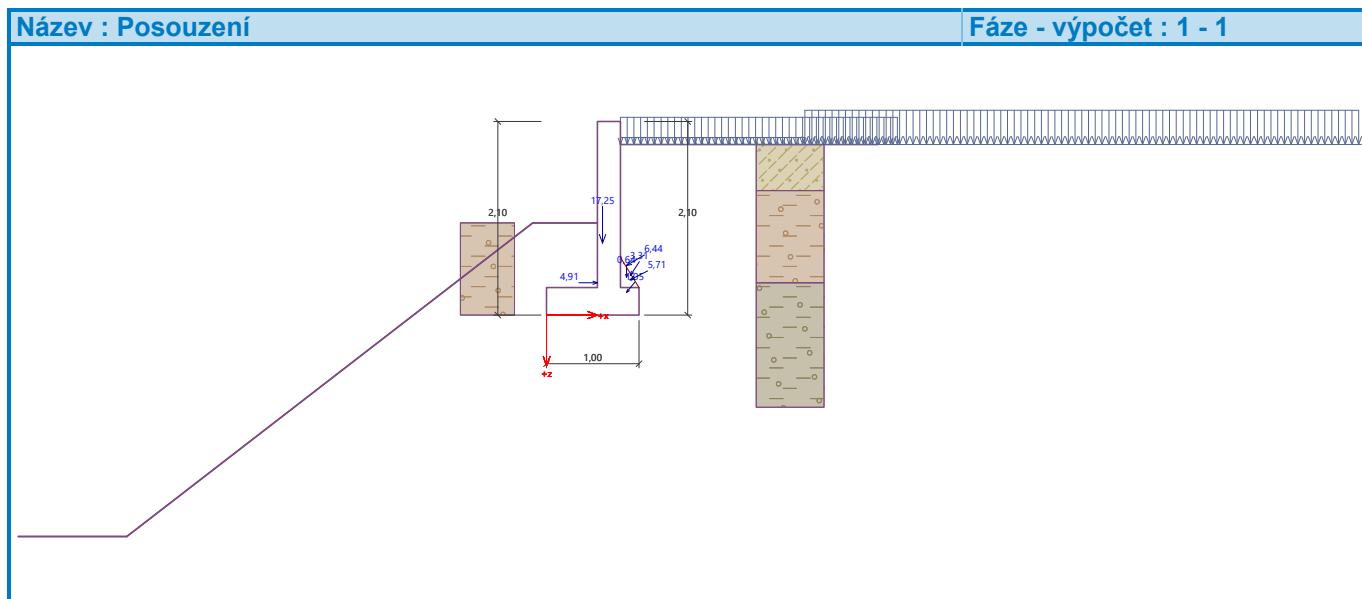 Název : Posouzení
Fáze - výpočet : 1 - 1
17,25
2,10
2,10
6,44
3,31
5,71
4,91
+x
1,00
+z